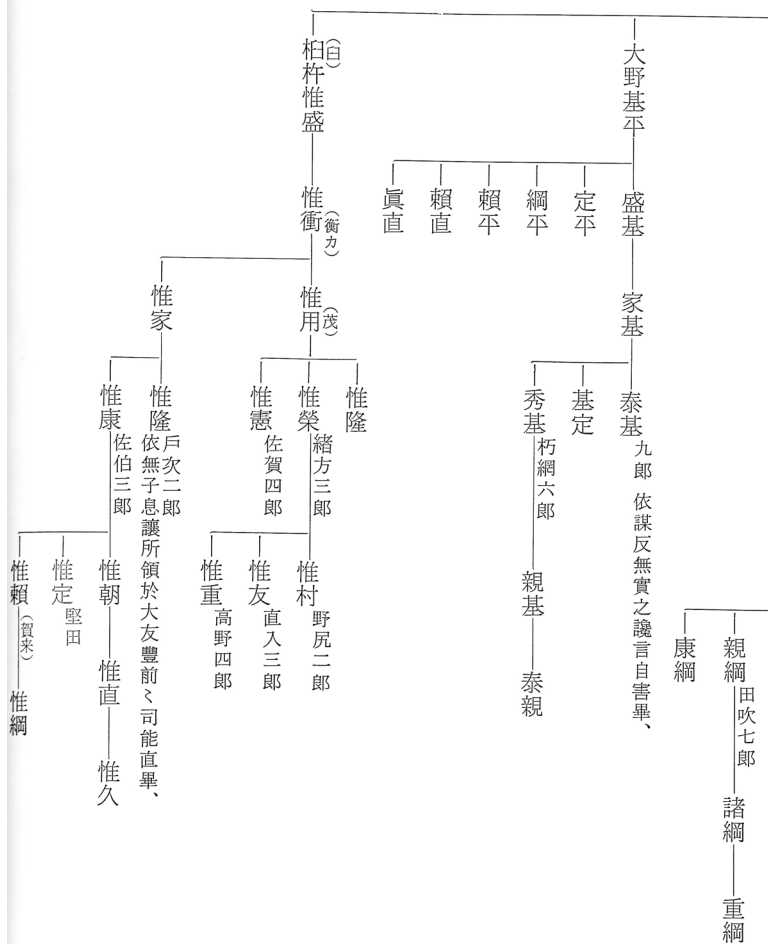 大野基平
盛基
定平
綱平
賴平
賴直
眞直
家基
泰基 九郎 依謀反無實之讒言自害畢、
基定
秀基 朽網六郎
親基
泰親
親綱 田吹七郎
康綱
諸綱
重綱
桕杵惟盛
(臼)
惟衝
(衡カ)
惟用
(茂)
惟家
惟隆
惟榮 緒方三郎
惟憲 佐賀四郎
惟村 野尻二郎
惟友 直入三郎
惟重 高野四郎
惟隆 戶次二郎
依無子息讓所領於大友豐前〻司能直畢、
惟康 佐伯三郎
惟朝
惟直
惟久
惟定 堅田
惟賴
(賀来)
惟綱